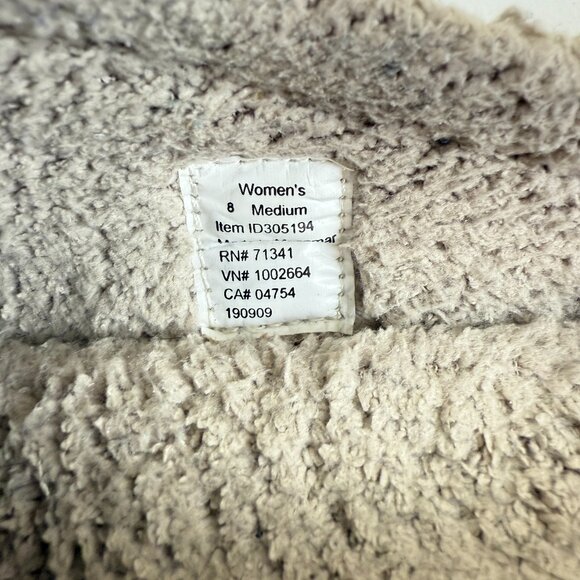 Women's
8 Medium
Item ID305194
RN# 71341
VN# 1002664
CA# 04754
190909